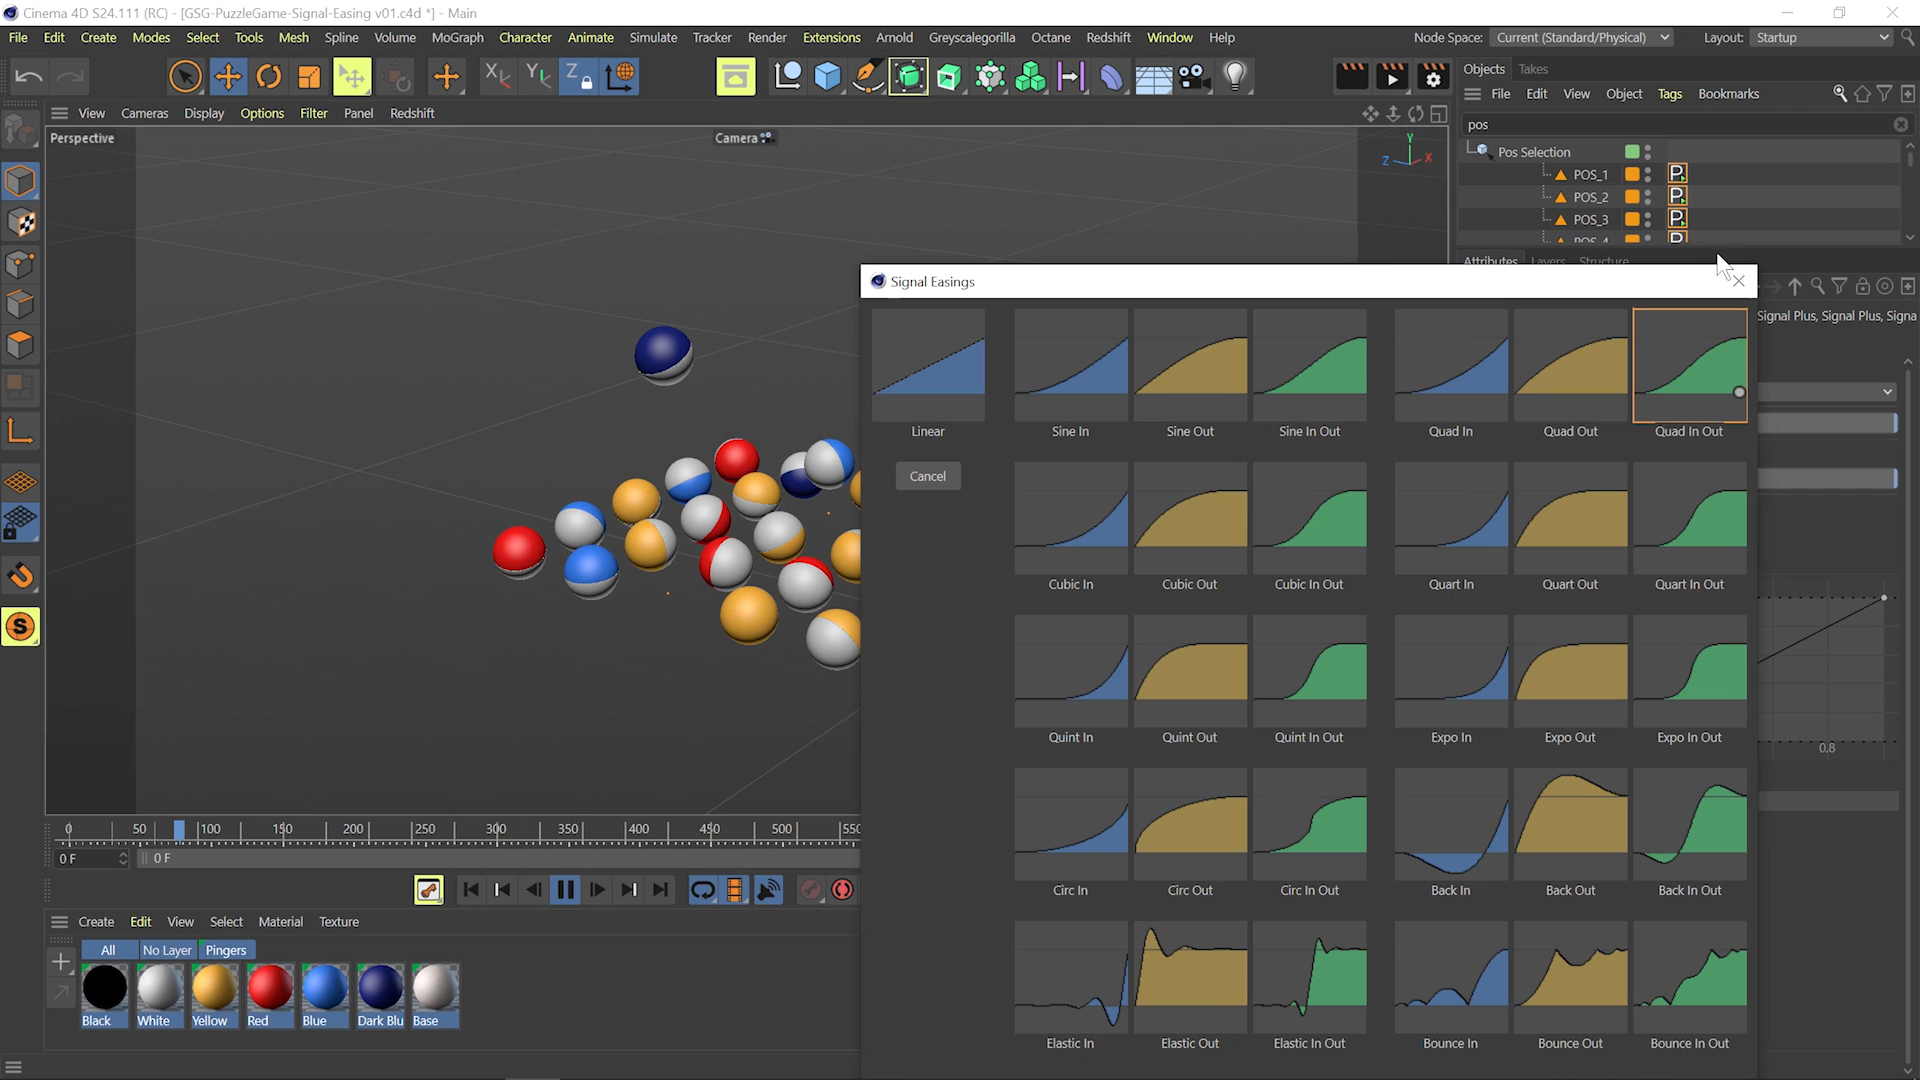 Cinema 4D S24.111 (RC) - [GSG-PuzzleGame-Signal-Easing v01.c4d *] - Main
File Edit Create Modes Select Tools Mesh Spline Volume MoGraph Character Animate Simulate Tracker Render Extensions Arnold Greyscalegorilla Octane Redshift Window Help Node Space: Current (Standard/Physical) Layout: Startup
X Y Z
Objects Takes
File Edit View Object Tags Bookmarks
View Cameras Display Options Filter Panel Redshift
pos
Perspective
Camera
Y
Z X
Pos Selection
POS_1 P
POS_2 P
POS_3 P
POS_4 P
Attributes Layers Structure
Signal Easings
Signal Plus, Signal Plus, Signa
Linear Sine In Sine Out Sine In Out Quad In Quad Out Quad In Out
Cancel
Cubic In Cubic Out Cubic In Out Quart In Quart Out Quart In Out
S
Quint In Quint Out Quint In Out Expo In Expo Out Expo In Out
0.8
0 50 100 150 200 250 300 350 400 450 500 550
0 F 0 F
Circ In Circ Out Circ In Out Back In Back Out Back In Out
Create Edit View Select Material Texture
All No Layer Pingers
Black White Yellow Red Blue Dark Blu Base
Elastic In Elastic Out Elastic In Out Bounce In Bounce Out Bounce In Out